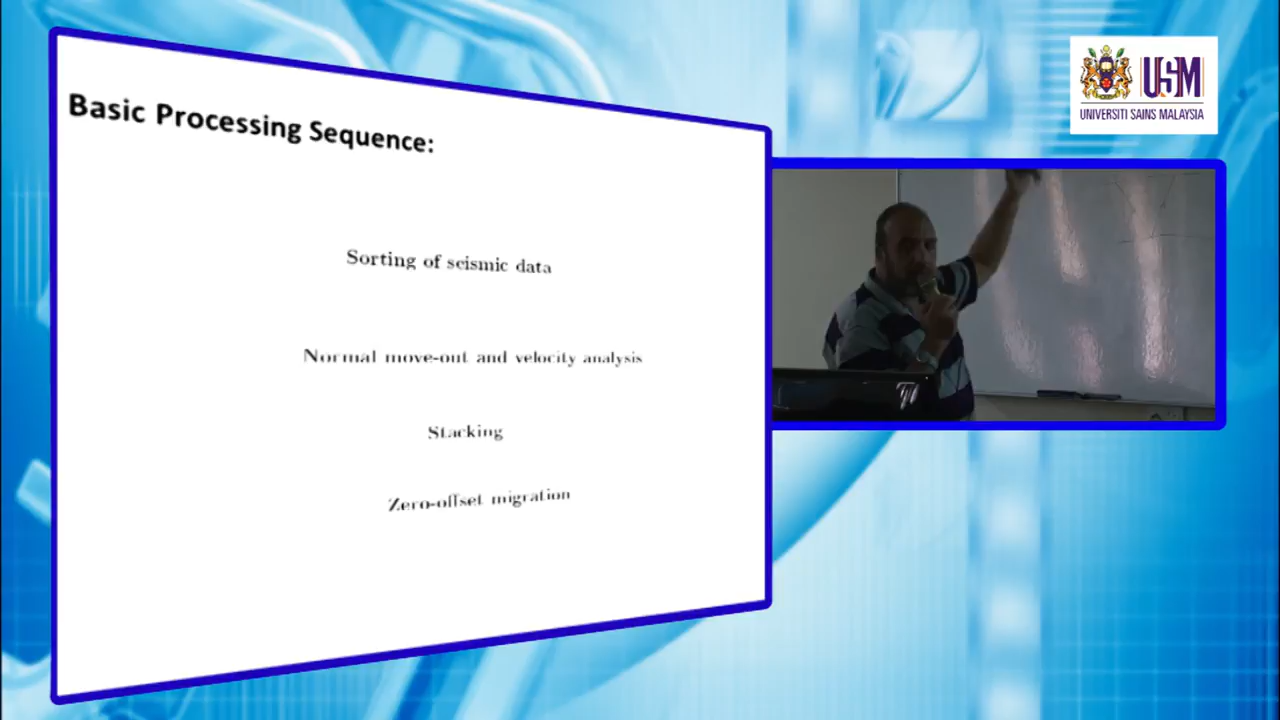 Basic Processing Sequence:
Sorting of seismic data
Normal move-out and velocity analysis
Stacking
Zero-offset migration
USM
UNIVERSITI SAINS MALAYSIA